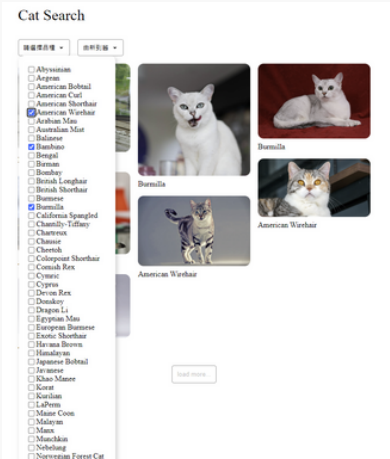 Cat Search
Abyssinian
Aegean
American Bobtail
American Curl
American Shorthair
American Wirehair
Arabian Mau
Australian Mist
Balinese
Bambino
Bengal
Birman
Bombay
British Longhair
British Shorthair
Burmese
Burmilla
California Spangled
Chantilly-Tiffany
Chartreux
Chausie
Cheetoh
Colorpoint Shorthair
Cornish Rex
Cymric
Cyprus
Devon Rex
Donskoy
Dragon Li
Egyptian Mau
European Burmese
Exotic Shorthair
Havana Brown
Himalayan
Japanese Bobtail
Javanese
Khao Manee
Korat
Kurilian
LaPerm
Maine Coon
Malayan
Manx
Munchkin
Nebelung
Norwegian Forest Cat
Burmilla
American Wirehair
Burmilla
American Wirehair
load more...